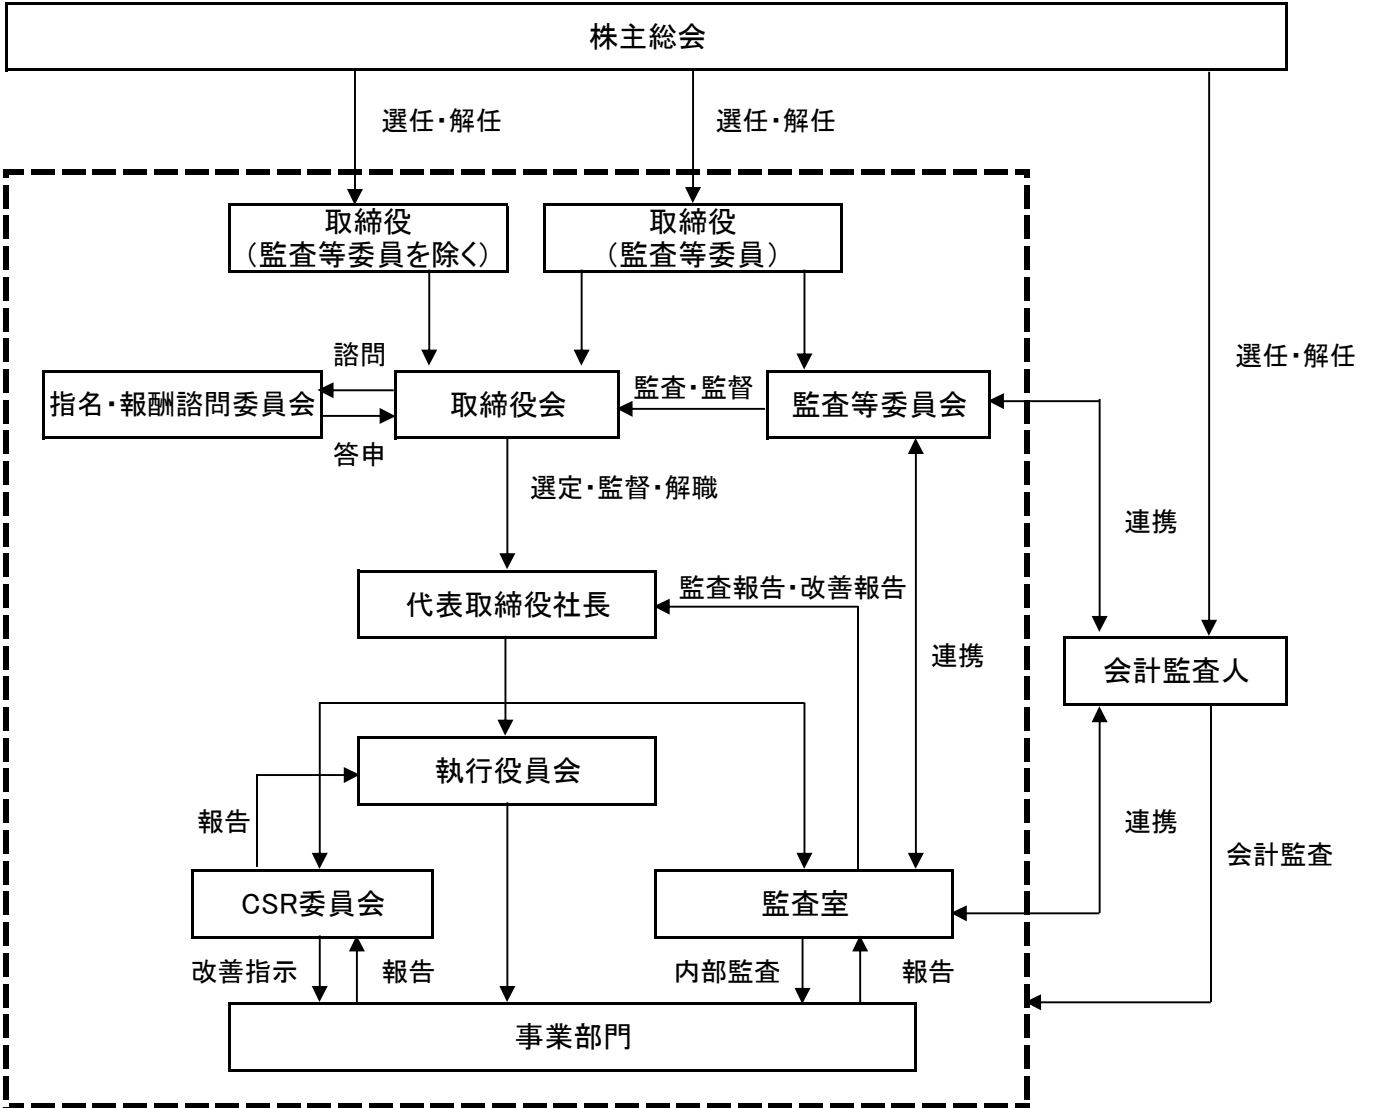 株主総会
選任・解任
選任・解任
取締役
（監査等委員を除く）
取締役
（監査等委員）
諮問
選任・解任
指名・報酬諮問委員会
取締役会
監査・監督
監査等委員会
答申
選定・監督・解職
連携
監査報告・改善報告
代表取締役社長
連携
会計監査人
執行役員会
報告
連携
会計監査
CSR委員会
監査室
改善指示
報告
内部監査
報告
事業部門